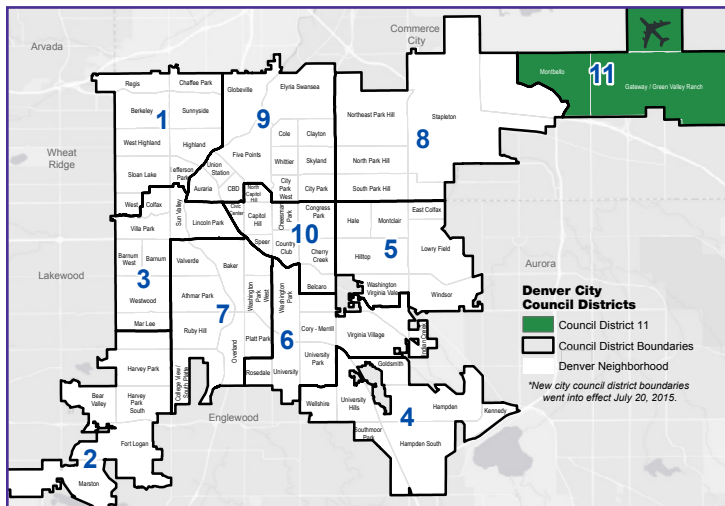 Commerce
City
Arvada
Regis
Chaffee Park
Globeville
Elyria Swansea
Montbello
11
Gateway / Green Valley Ranch
Berkeley
Sunnyside
1
9
Northeast Park Hill
Stapleton
8
West Highland
Highland
Cole
Clayton
Wheat
Ridge
Five Points
Whittier
Skyland
North Park Hill
Sloan Lake
Jefferson
Park
Union
Station
Auraria
CBD
North
Capitol
Hill
City
Park
West
City Park
South Park Hill
West
Colfax
Sun Valley
Lincoln Park
Civic
Center
Capitol
Hill
Cheesman
Park
Congress
Park
Hale
Montclair
East Colfax
Villa Park
10
Speer
Country
Club
Cherry
Creek
Hilltop
5
Lowry Field
Aurora
Barnum
West
Barnum
Valverde
Baker
Lakewood
3
Westwood
Athmar Park
7
Washington
Park
West
Washington
Park
Belcaro
Washington
Virginia Vale
Windsor
Mar Lee
Ruby Hill
Overland
Platt Park
6
Cory - Merrill
Virginia Village
Indian Creek
Denver City
Council Districts
Council District 11
Council District Boundaries
Denver Neighborhood
*New city council district boundaries
went into effect July 20, 2015.
Harvey Park
College View /
South Platte
Rosedale
University
University
Park
Goldsmith
Bear
Valley
Harvey
Park
South
Englewood
Wellshire
University
Hills
4
Hampden
Kennedy
Fort Logan
Southmoor
Park
Hampden South
2
Marston